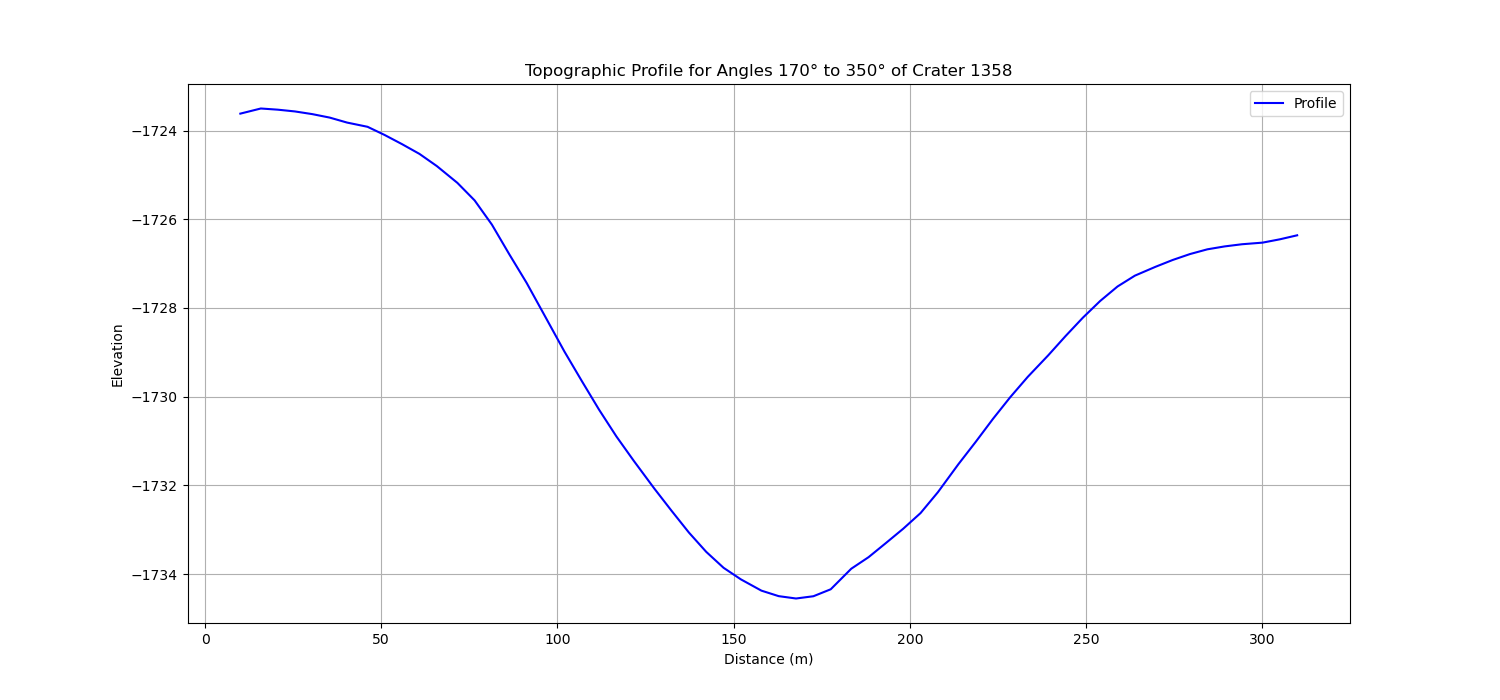 Topographic Profile for Angles 170° to 350° of Crater 1358
Profile
−1724
−1726
−1728
−1730
−1732
−1734
Elevation
0 50 100 150 200 250 300
Distance (m)